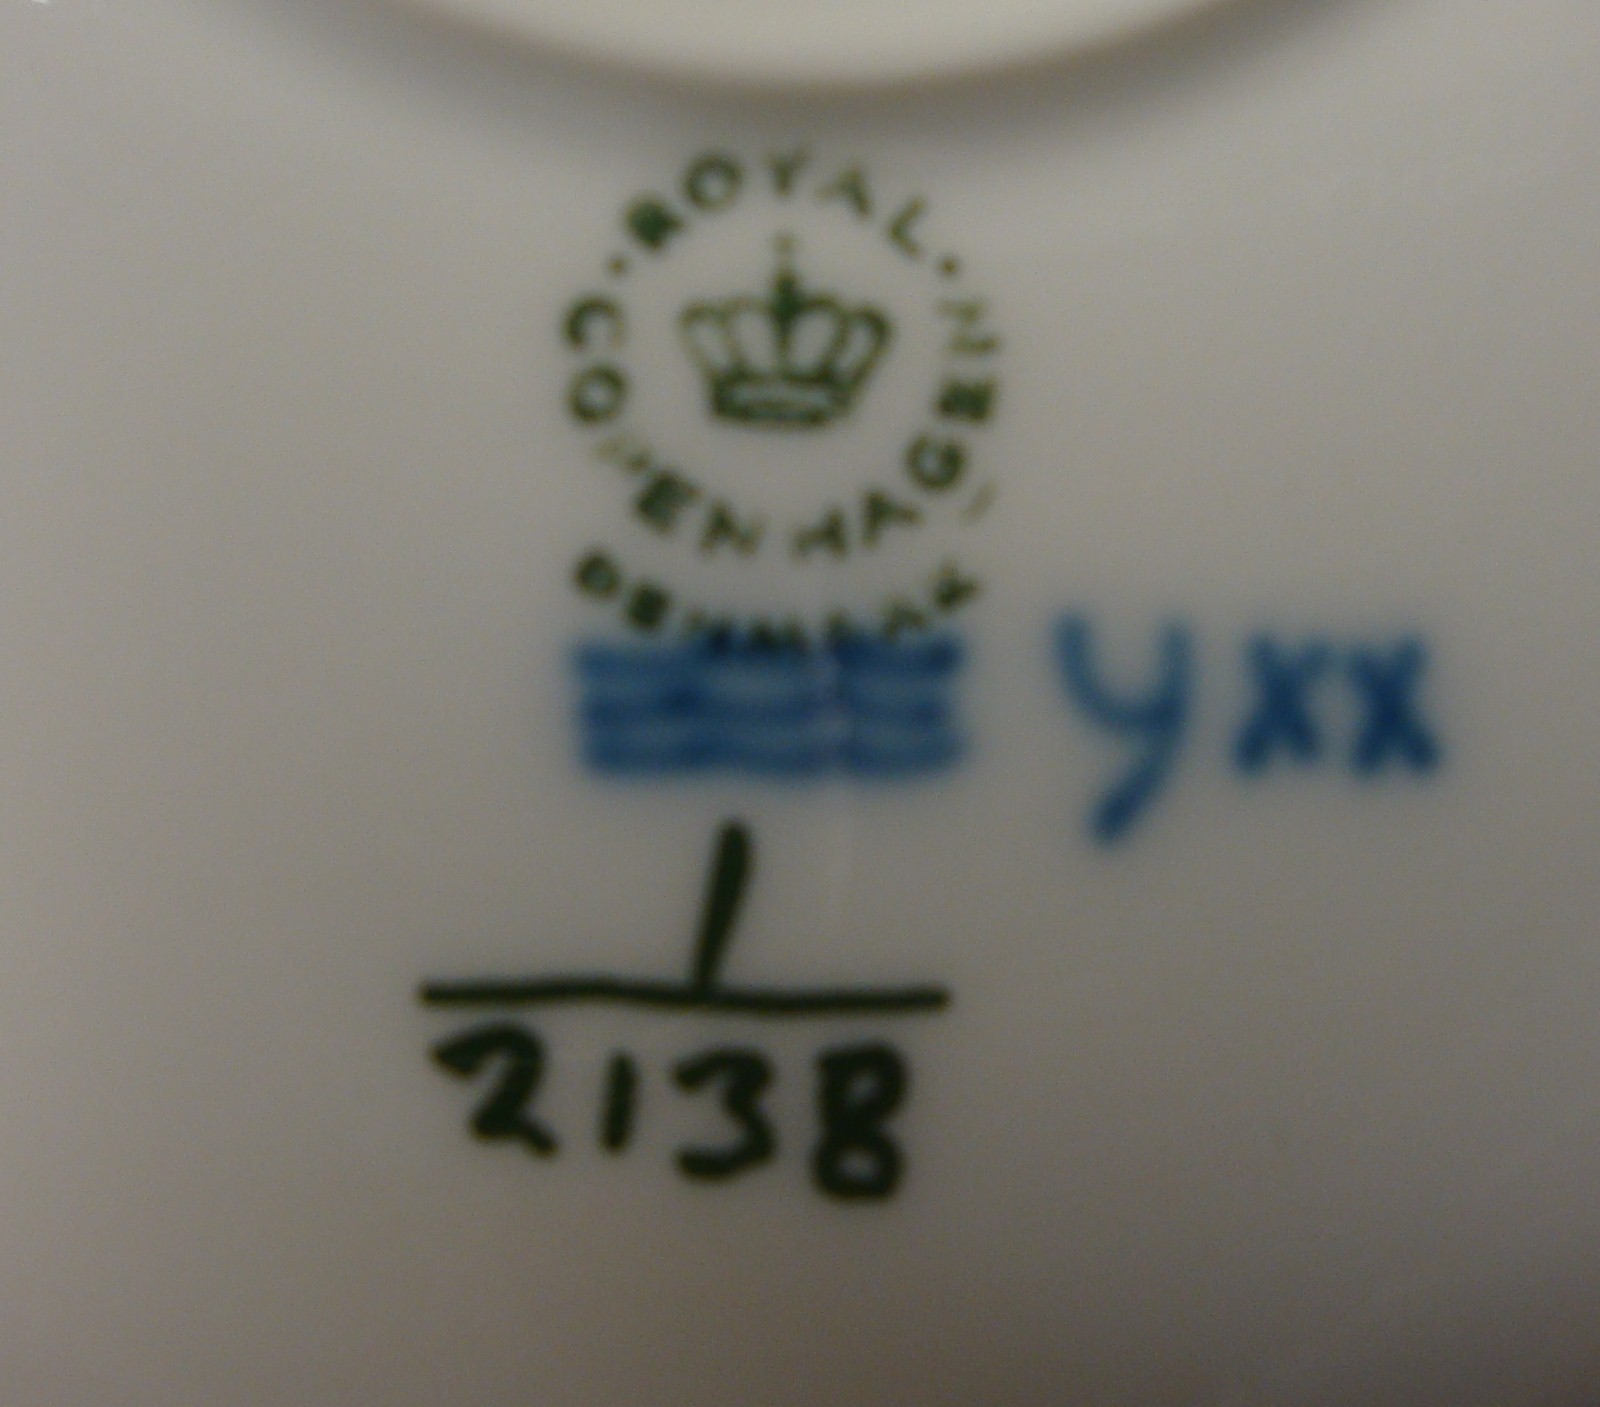 ROYAL
COPENHAGEN
DENMARK
yxx
1
2138